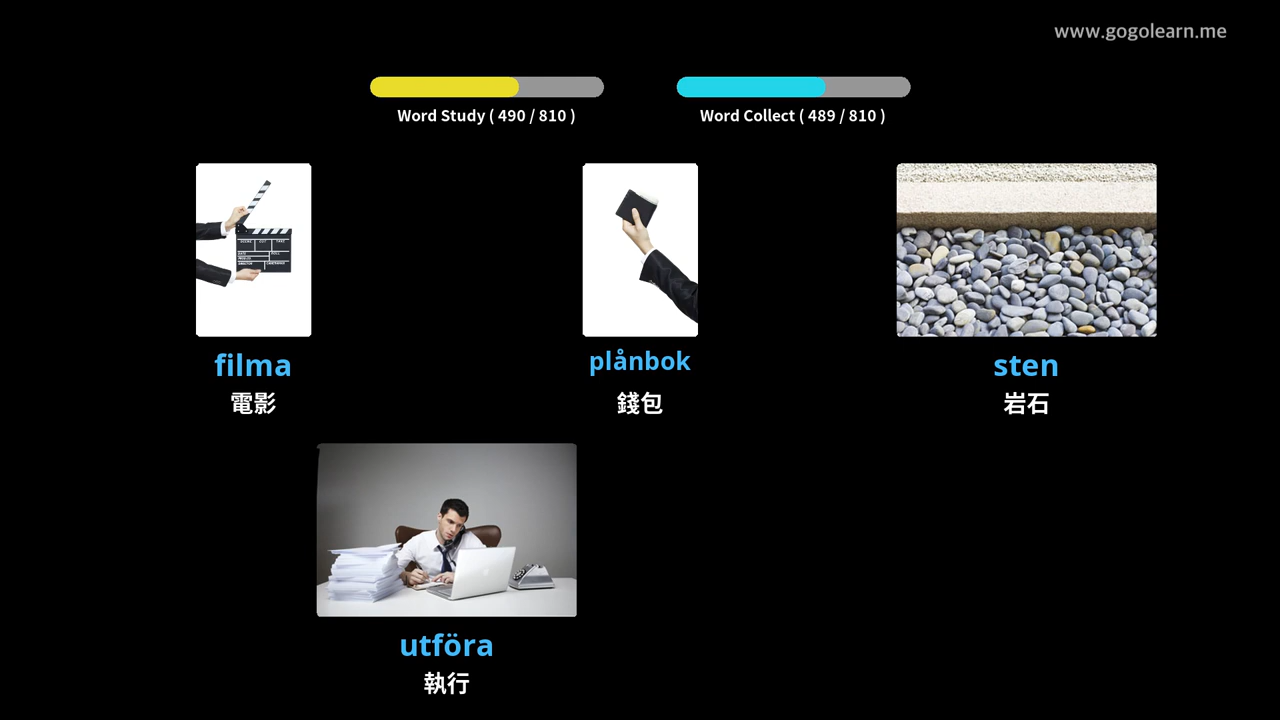 www.gogolearn.me
Word Study ( 490 / 810 )
Word Collect ( 489 / 810 )
filma
電影
plånbok
錢包
sten
岩石
utföra
執行